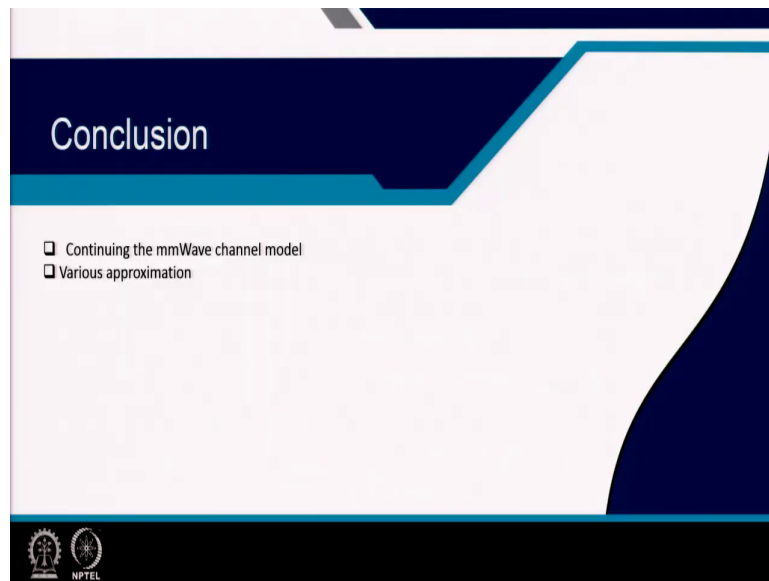 Conclusion
Continuing the mmWave channel model
Various approximation
NPTEL